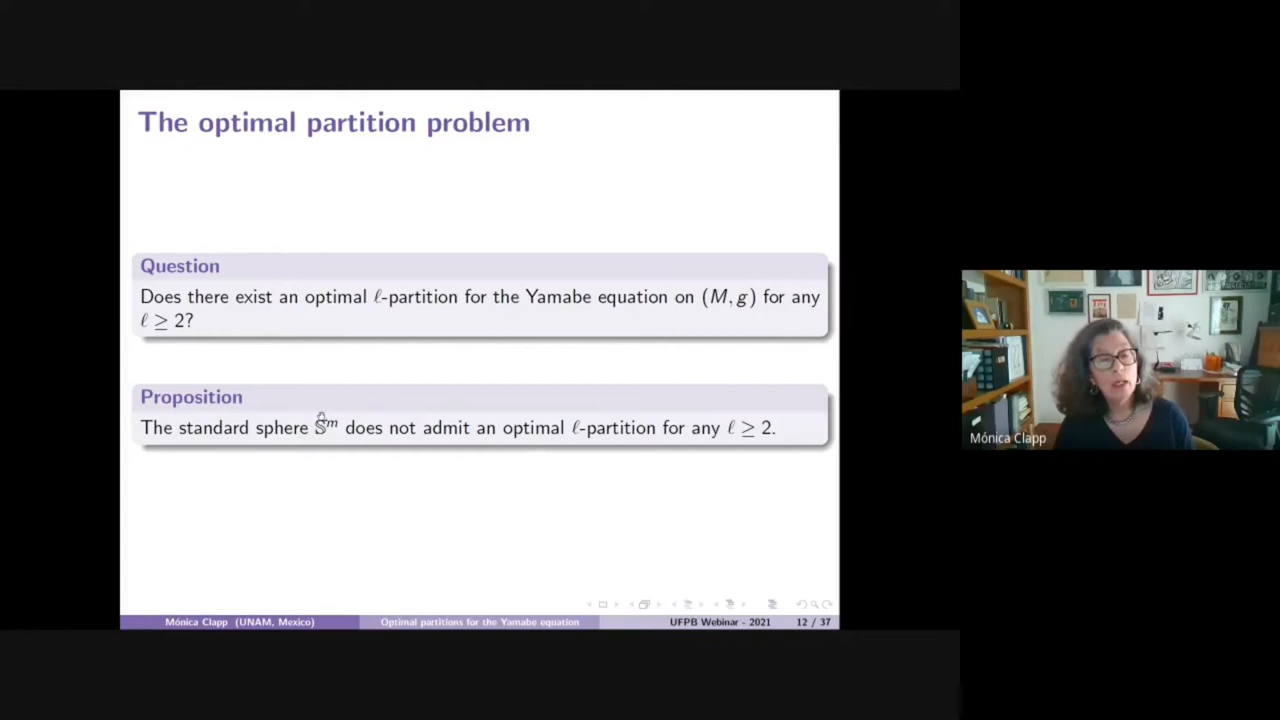 The optimal partition problem
Question
Does there exist an optimal ℓ-partition for the Yamabe equation on (M, g) for any
ℓ ≥ 2?
Proposition
The standard sphere 𝕊ᵐ does not admit an optimal ℓ-partition for any ℓ ≥ 2.
Mónica Clapp
Mónica Clapp (UNAM, Mexico) Optimal partitions for the Yamabe equation UFPB Webinar - 2021 12 / 37